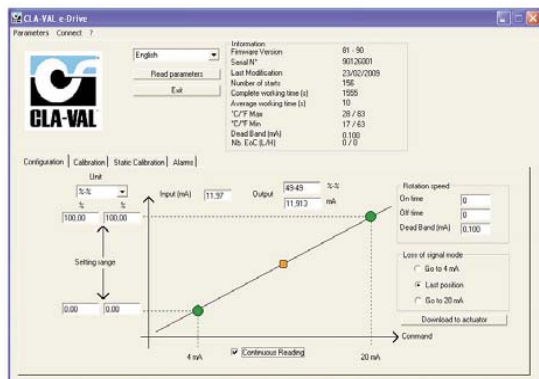 CLA-VAL e-Drive
Parameters Connect ?
CLA-VAL
English
Read parameters
Exit
Information
Firmware Version 81 - 90
Serial N° 90126001
Last Modification 23/02/2009
Number of starts 156
Complete working time (s) 1555
Average working time (s) 10
°C/°F Max 28 / 83
°C/°F Min 17 / 63
Dead Band (mA) 0.100
Nb. EoC (L/H) 0 / 0
Configuration Calibration Static Calibration Alarms
Unit
%-%
% %
100,00 100,00
Setting range
0.00 0.00
Input (mA) 11,97
Output 49-49 %-%
11,913 mA
4 mA
Continuous Reading
20 mA
Command
Rotation speed
On time 0
Off time 0
Dead Band (mA) 0.100
Loss of signal mode
Go to 4 mA
Last position
Go to 20 mA
Download to actuator